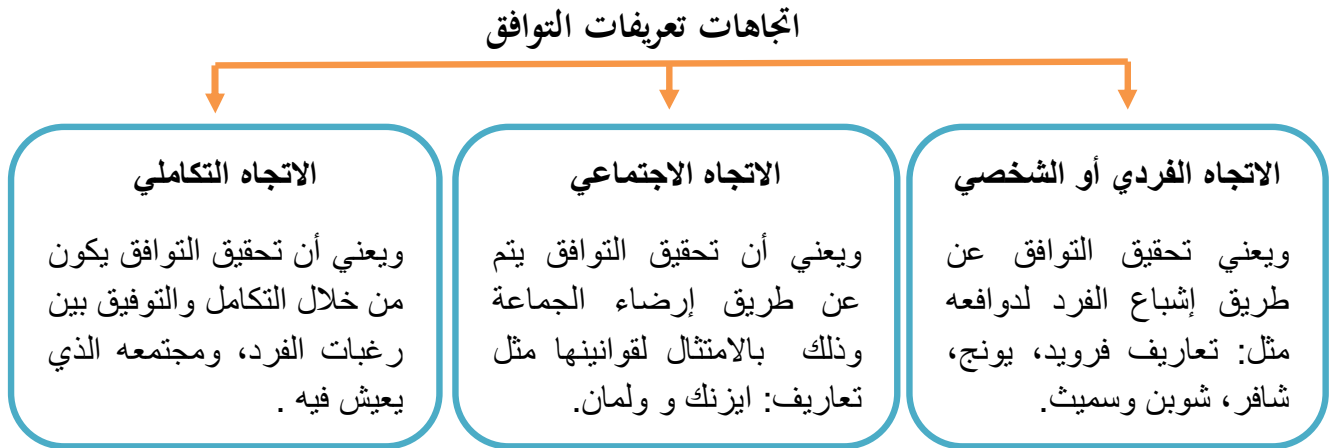 اتجاهات تعريفات التوافق
الاتجاه الفردي أو الشخصي
ويعني تحقيق التوافق عن
طريق إشباع الفرد لدوافعه
مثل: تعاريف فرويد، يونج،
شافر، شوبن وسميث.
الاتجاه الاجتماعي
ويعني أن تحقيق التوافق يتم
عن طريق إرضاء الجماعة
وذلك بالامتثال لقوانينها مثل
تعاريف: ايزنك و ولمان.
الاتجاه التكاملي
ويعني أن تحقيق التوافق يكون
من خلال التكامل والتوفيق بين
رغبات الفرد، ومجتمعه الذي
يعيش فيه .